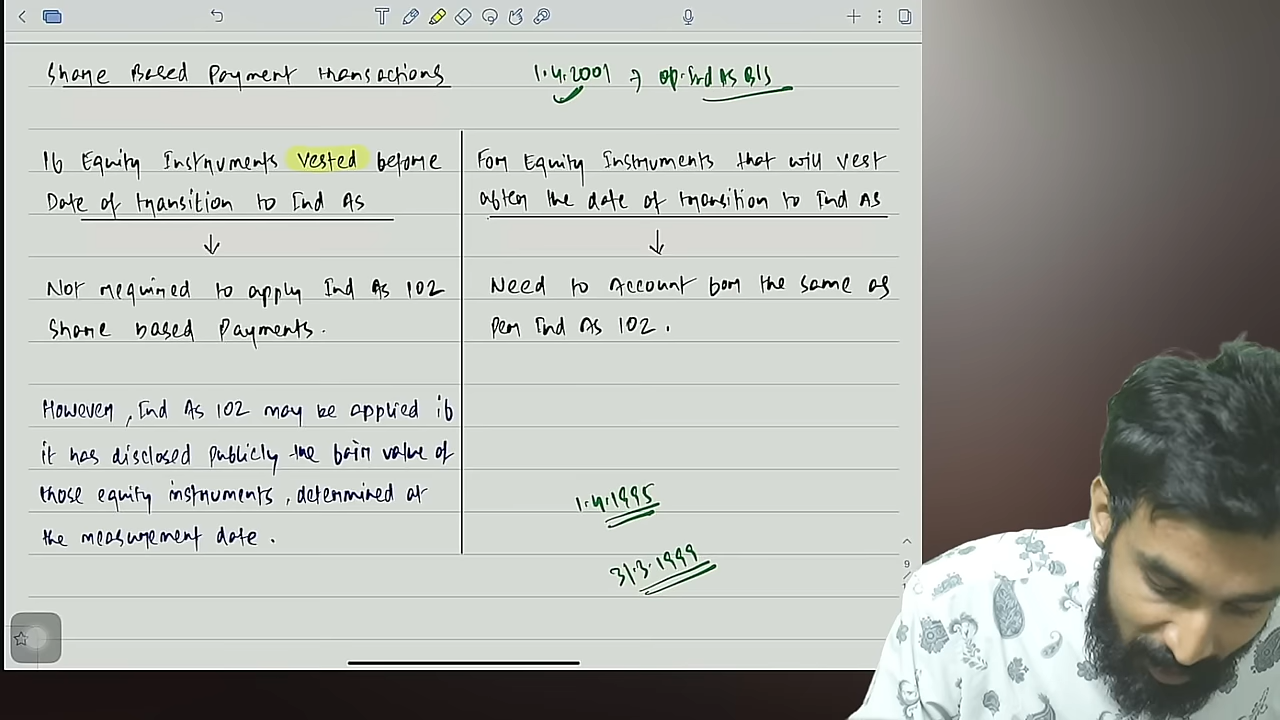 Share Based Payment transactions
1.4.2001 → op. Ind AS B/S
If Equity Instruments vested before
Date of transition to Ind AS
↓
Not required to apply Ind As 102
Share based Payments.
However, Ind As 102 may be applied if
it has disclosed publicly the fair value of
those equity instruments, determined at
the measurement date.
For Equity Instruments that will vest
after the date of transition to Ind AS
↓
Need to Account for the same as
per Ind As 102.
1.4.1995
31.3.1999
9